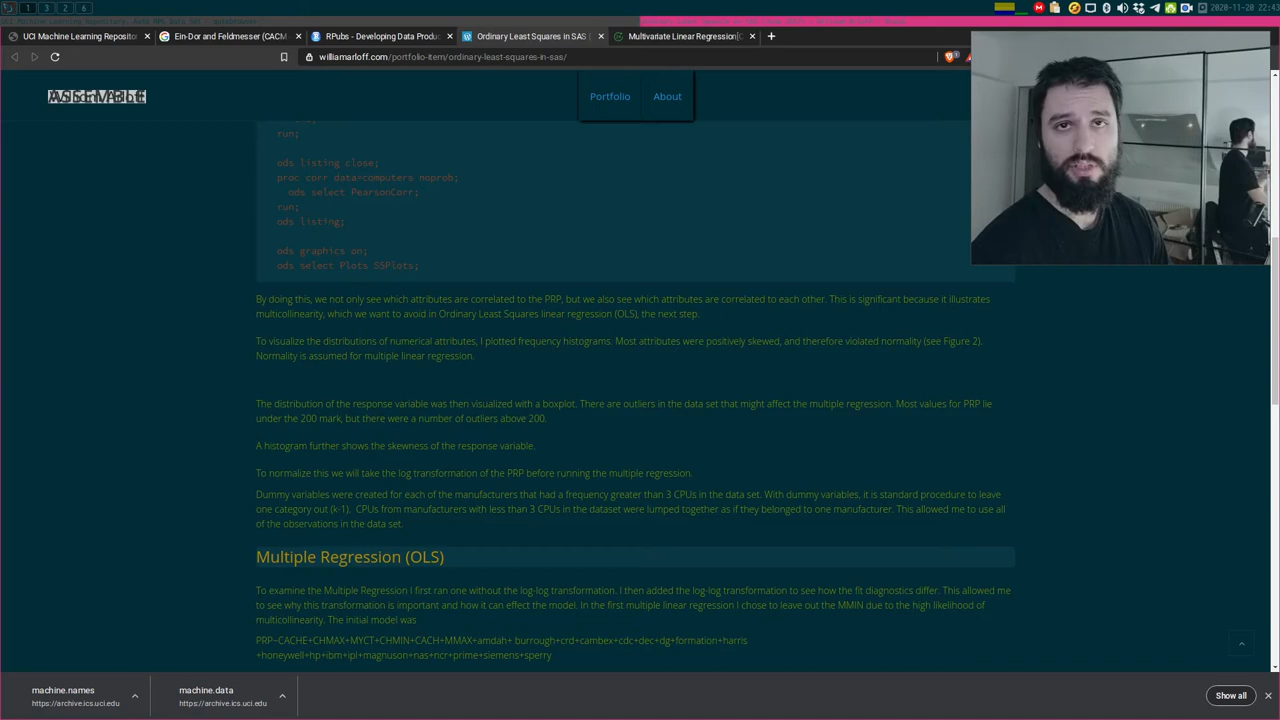 2020-11-20 22:43
1 3 2 6
UCI Machine Learning Reposito
Ein-Dor and Feldmesser (CACM
RPubs - Developing Data Produc
Ordinary Least Squares in SAS
Multivariate Linear Regression
williamarloff.com/portfolio-item/ordinary-least-squares-in-sas/
Portfolio
About
run;
ods listing close;
proc corr data=computers noprob;
ods select PearsonCorr;
run;
ods listing;
ods graphics on;
ods select Plots SSPlots;
By doing this, we not only see which attributes are correlated to the PRP, but we also see which attributes are correlated to each other. This is significant because it illustrates
multicollinearity, which we want to avoid in Ordinary Least Squares linear regression (OLS), the next step.
To visualize the distributions of numerical attributes, I plotted frequency histograms. Most attributes were positively skewed, and therefore violated normality (see Figure 2).
Normality is assumed for multiple linear regression.
The distribution of the response variable was then visualized with a boxplot. There are outliers in the data set that might affect the multiple regression. Most values for PRP lie
under the 200 mark, but there were a number of outliers above 200.
A histogram further shows the skewness of the response variable.
To normalize this we will take the log transformation of the PRP before running the multiple regression.
Dummy variables were created for each of the manufacturers that had a frequency greater than 3 CPUs in the data set. With dummy variables, it is standard procedure to leave
one category out (k-1). CPUs from manufacturers with less than 3 CPUs in the dataset were lumped together as if they belonged to one manufacturer. This allowed me to use all
of the observations in the data set.
Multiple Regression (OLS)
To examine the Multiple Regression I first ran one without the log-log transformation. I then added the log-log transformation to see how the fit diagnostics differ. This allowed me
to see why this transformation is important and how it can effect the model. In the first multiple linear regression I chose to leave out the MMIN due to the high likelihood of
multicollinearity. The initial model was
PRP~CACHE+CHMAX+MYCT+CHMIN+CACH+MMAX+amdah+ burrough+crd+cambex+cdc+dec+dg+formation+harris
+honeywell+hp+ibm+ipl+magnuson+nas+ncr+prime+siemens+sperry
machine.names
https://archive.ics.uci.edu
machine.data
https://archive.ics.uci.edu
Show all